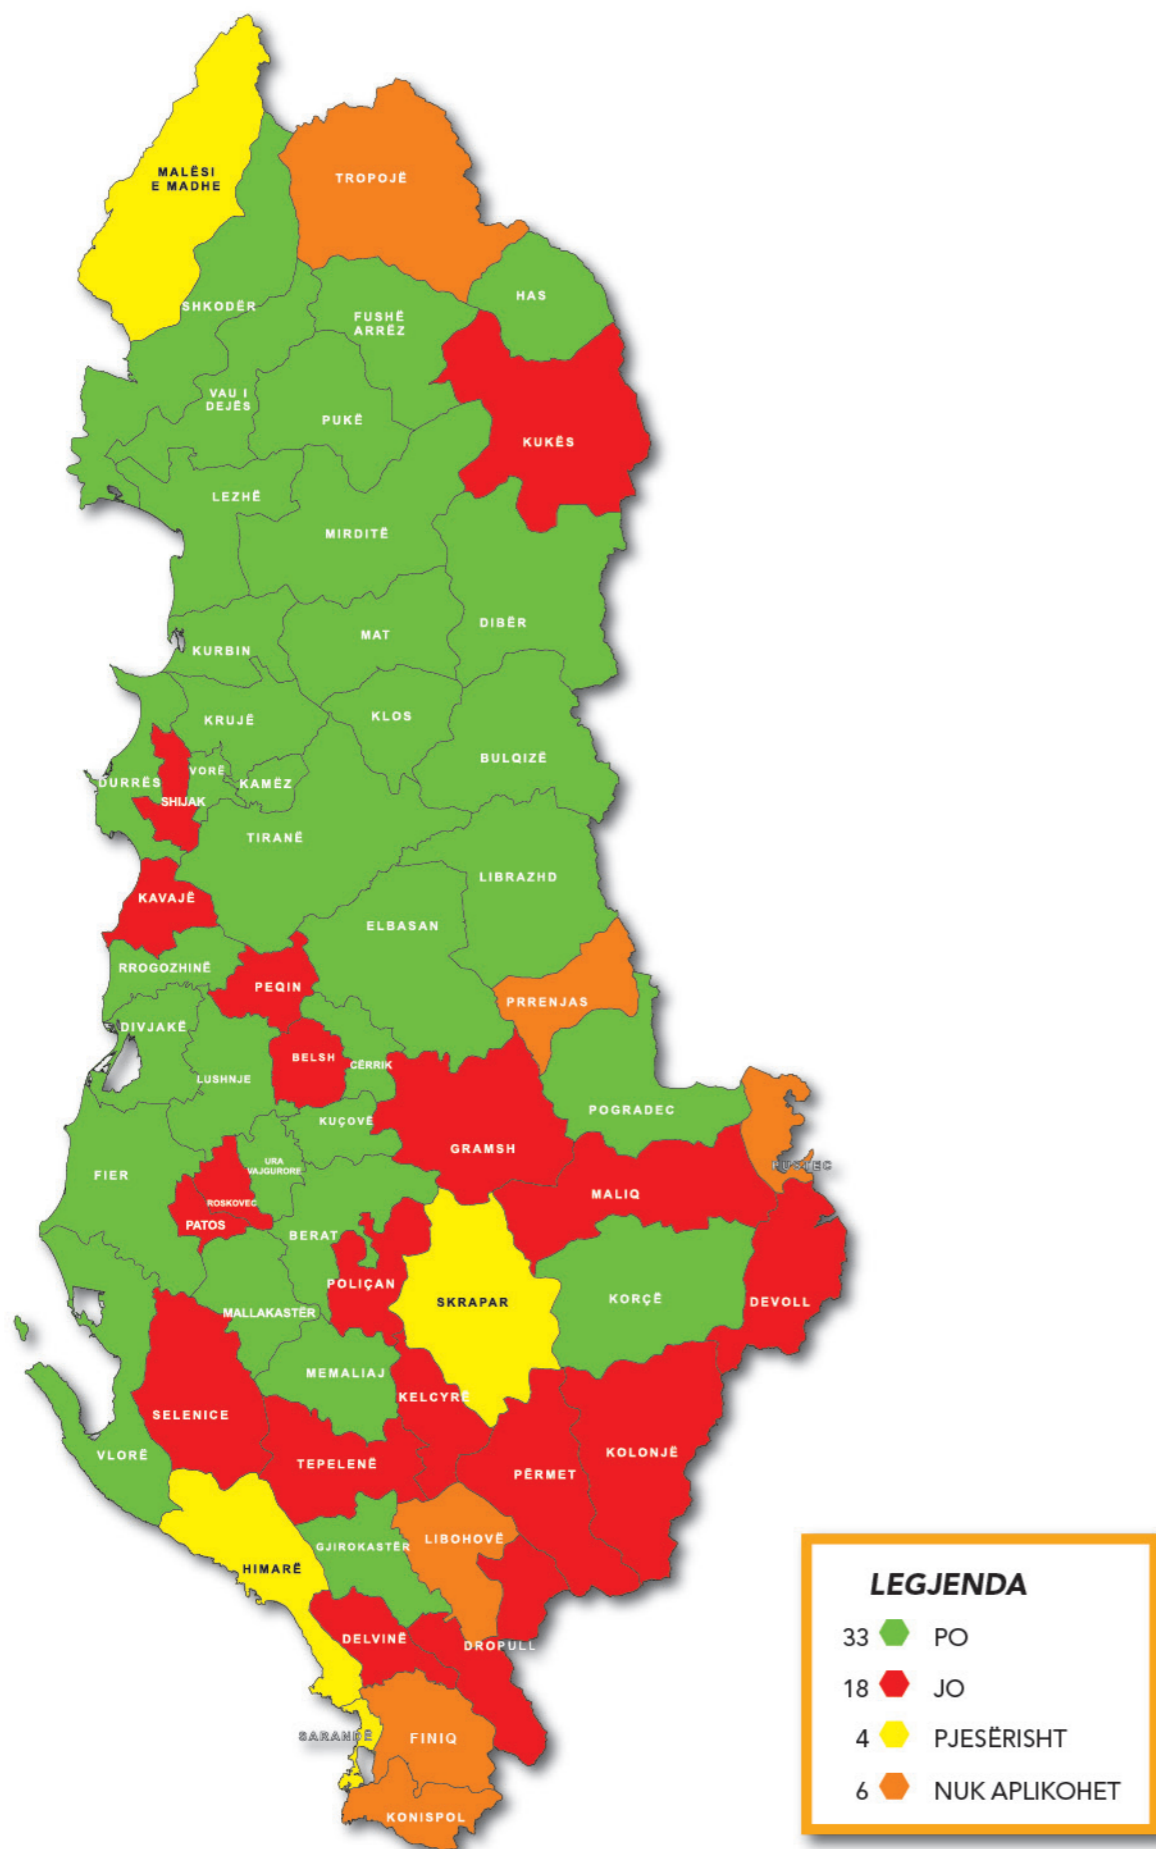 MALËSI
E MADHE
TROPOJË
HAS
SHKODËR
FUSHË
ARRËZ
VAU I
DEJËS
PUKË
KUKËS
LEZHË
MIRDITË
DIBËR
MAT
KURBIN
KLOS
KRUJË
BULQIZË
VORË
DURRËS
KAMËZ
SHIJAK
TIRANË
LIBRAZHD
KAVAJË
ELBASAN
RROGOZHINË
PEQIN
PRRENJAS
DIVJAKË
BELSH
CËRRIK
LUSHNJE
POGRADEC
KUÇOVË
GRAMSH
URA
VAJGURORE
PUSTEC
FIER
MALIQ
ROSKOVEC
PATOS
BERAT
POLIÇAN
SKRAPAR
KORÇË
DEVOLL
MALLAKASTËR
MEMALIAJ
KELCYRË
SELENICE
VLORË
TEPELENË
PËRMET
KOLONJË
GJIROKASTËR
LIBOHOVË
HIMARË
DELVINË
DROPULL
SARANDË
FINIQ
KONISPOL
LEGJENDA
33 PO
18 JO
4 PJESËRISHT
6 NUK APLIKOHET